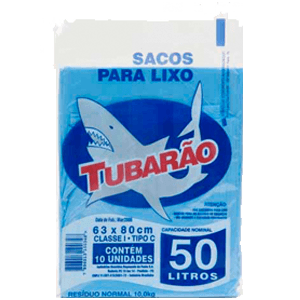 SACOS
PARA LIXO
TUBARÃO
63 x 80cm
CLASSE I - TIPO C
CONTÉM
10 UNIDADES
CAPACIDADE NOMINAL
50
LITROS
RESÍDUO NORMAL 10,0kg